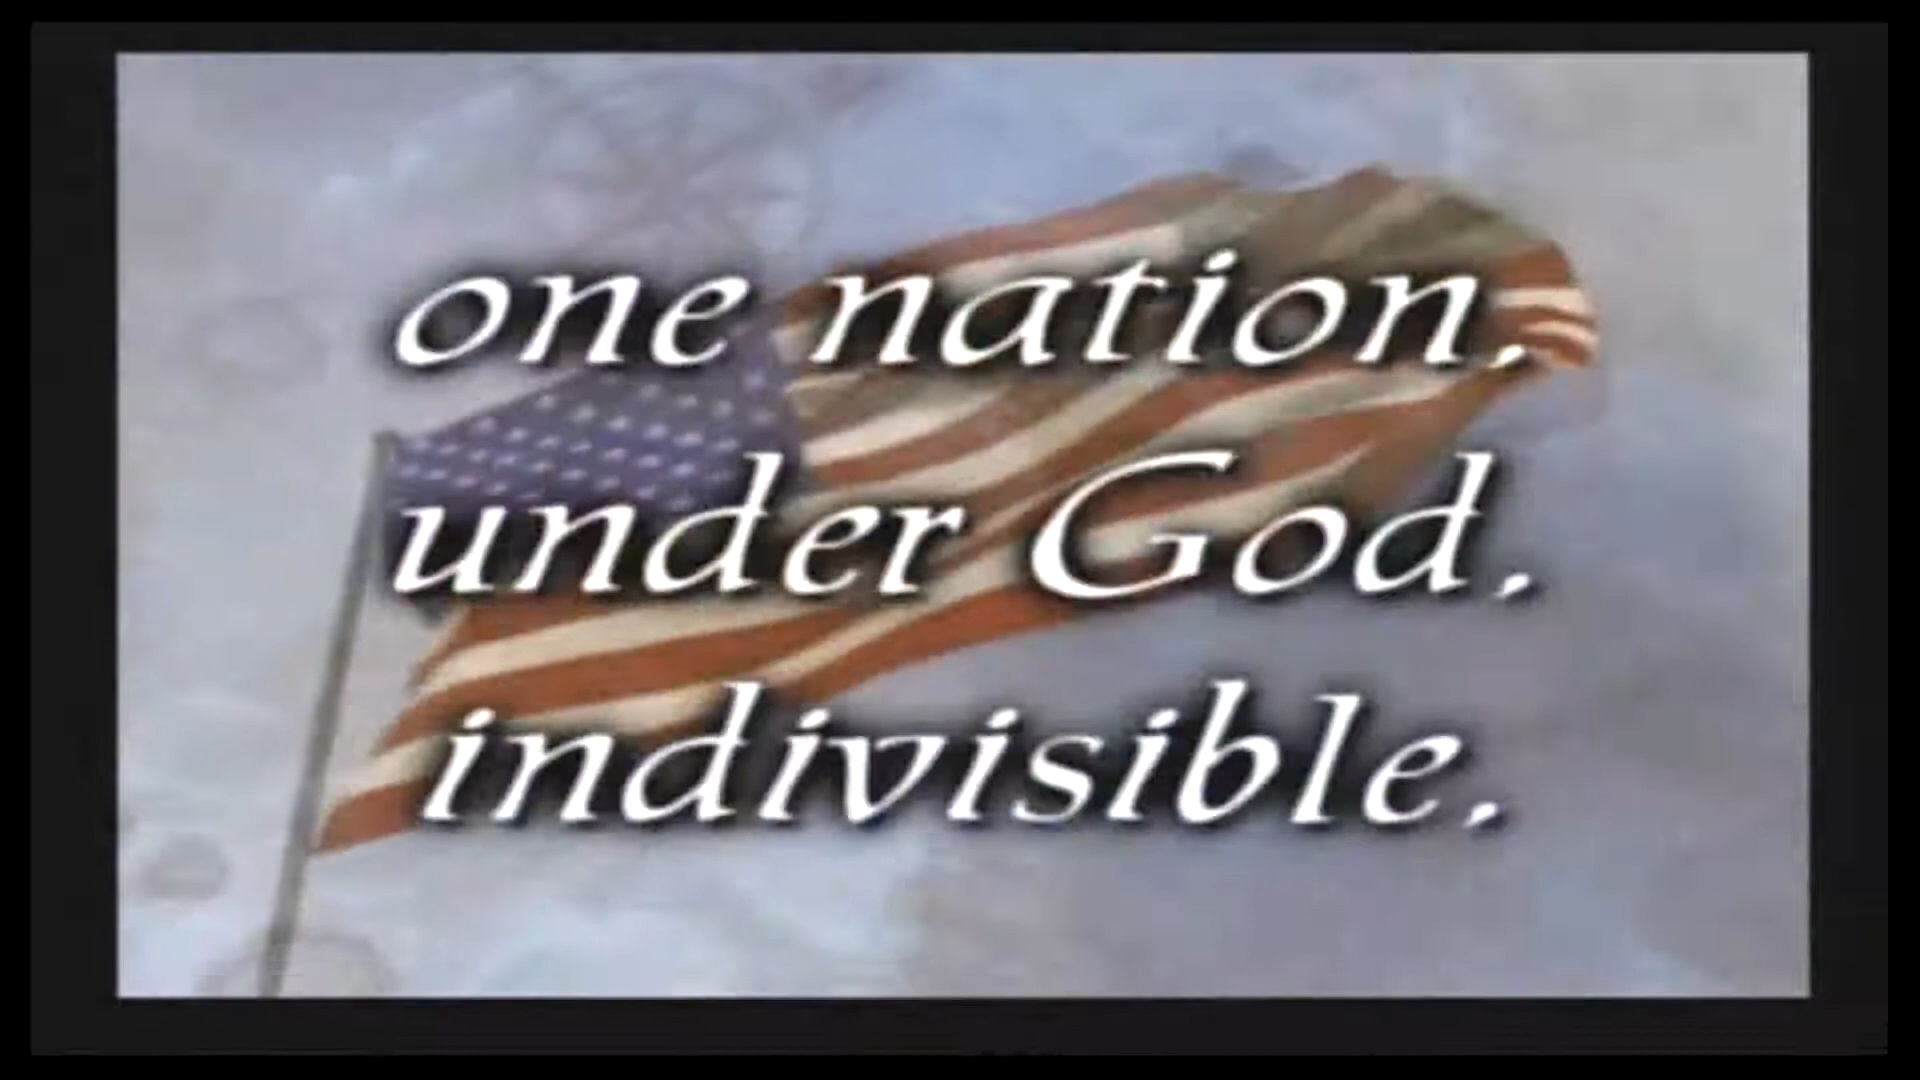 one nation,
under God,
indivisible,